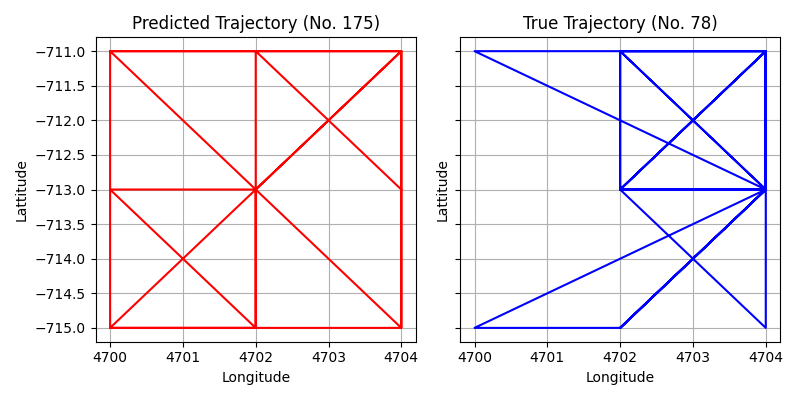 Predicted Trajectory (No. 175)
True Trajectory (No. 78)
Lattitude
−711.0
−711.5
−712.0
−712.5
−713.0
−713.5
−714.0
−714.5
−715.0
4700 4701 4702 4703 4704
Longitude
Lattitude
4700 4701 4702 4703 4704
Longitude